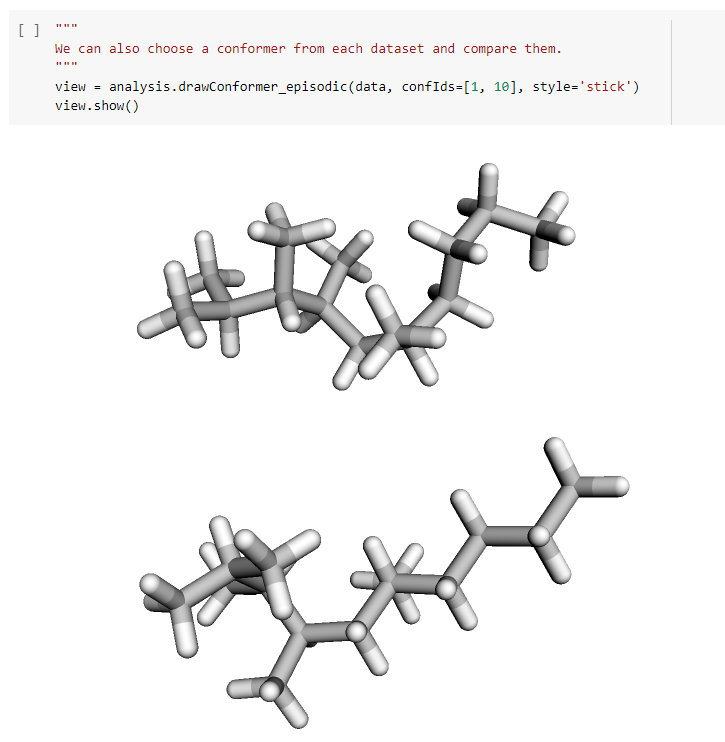 [ ] """
We can also choose a conformer from each dataset and compare them.
"""
view = analysis.drawConformer_episodic(data, confIds=[1, 10], style='stick')
view.show()